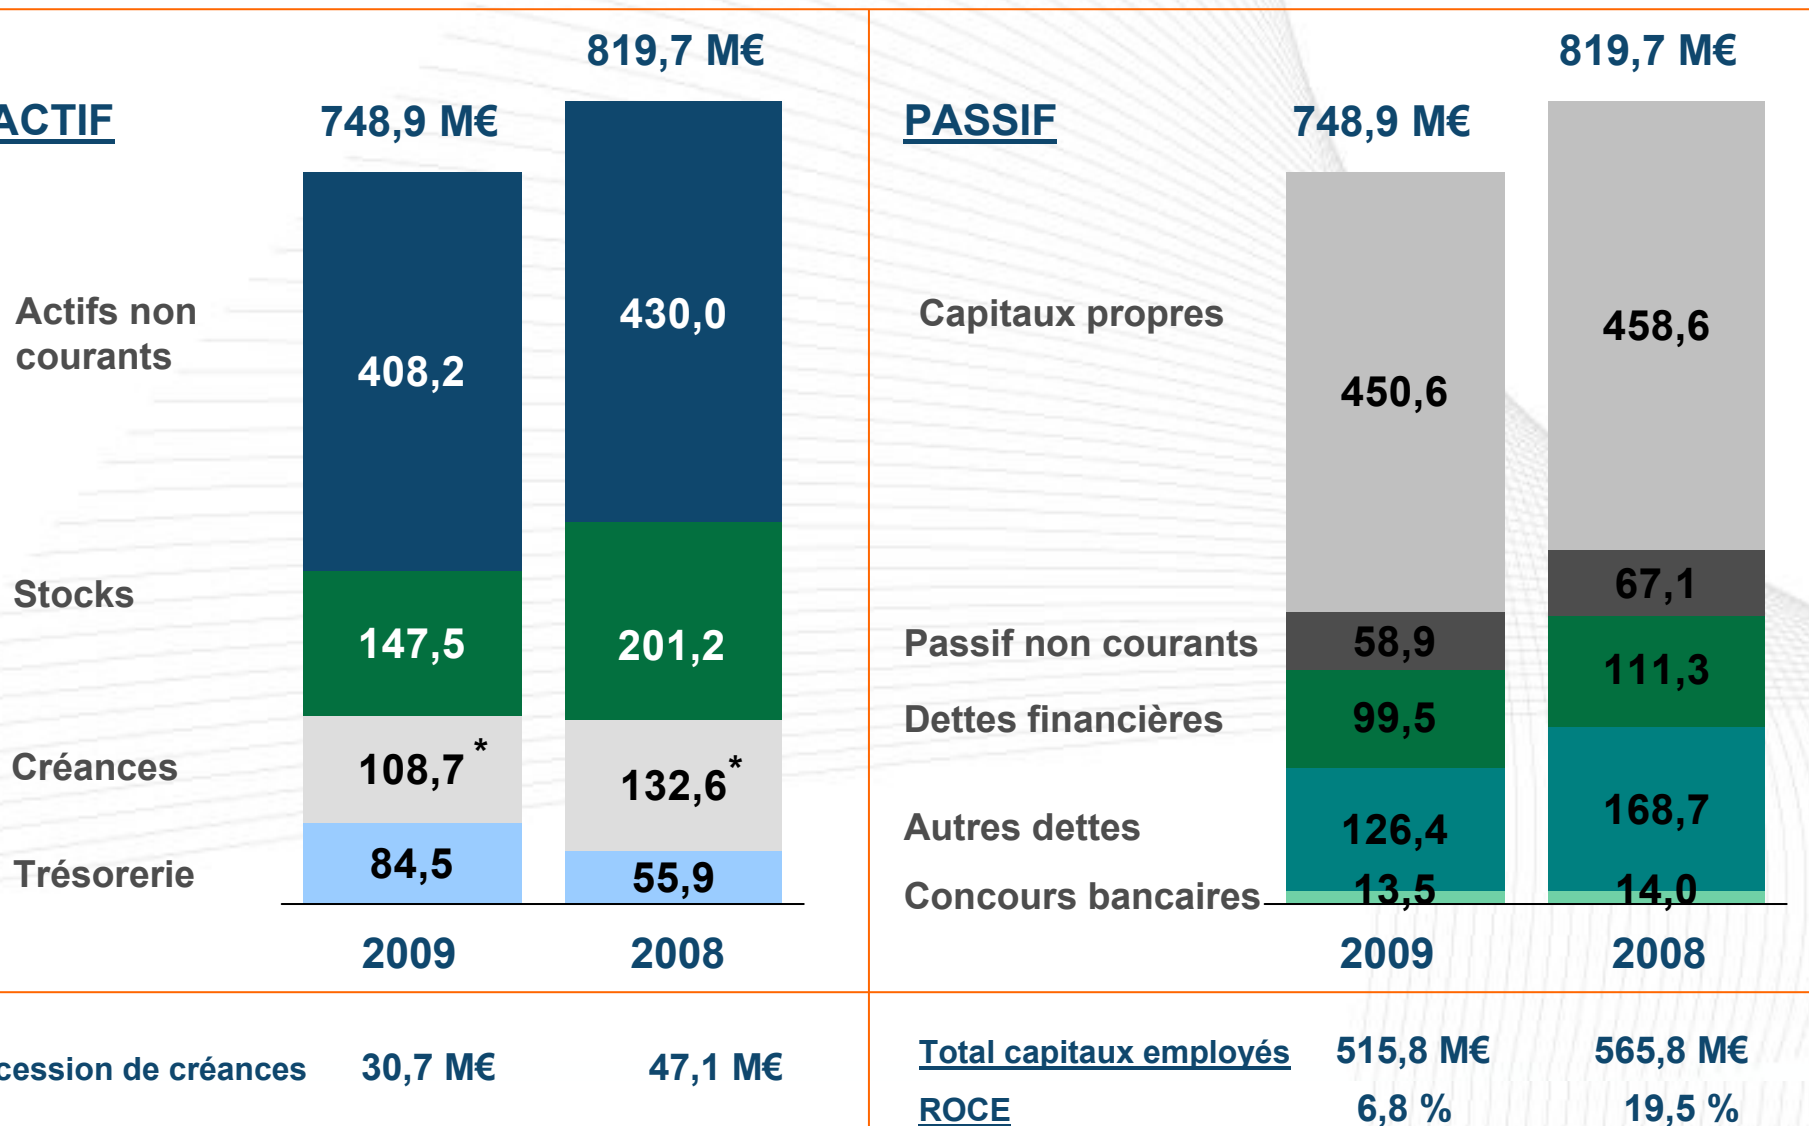 819,7 M€
ACTIF
748,9 M€
Actifs non
courants
408,2
430,0
Stocks
147,5
201,2
Créances
108,7 *
132,6*
Trésorerie
84,5
55,9
2009
2008
cession de créances
30,7 M€
47,1 M€
819,7 M€
PASSIF
748,9 M€
Capitaux propres
450,6
458,6
Passif non courants
58,9
67,1
Dettes financières
99,5
111,3
Autres dettes
126,4
168,7
Concours bancaires
13,5
14,0
2009
2008
Total capitaux employés
515,8 M€
565,8 M€
ROCE
6,8 %
19,5 %